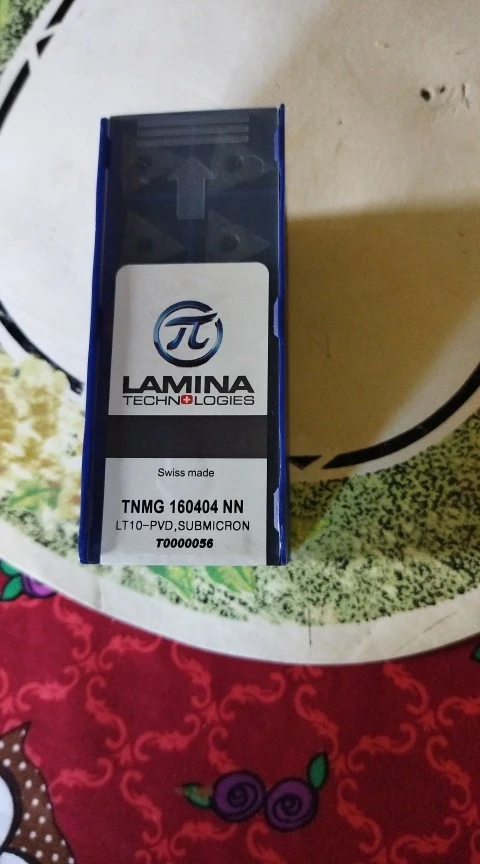 π
LAMINA
TECHNOLOGIES
Swiss made
TNMG 160404 NN
LT10-PVD,SUBMICRON
T0000056